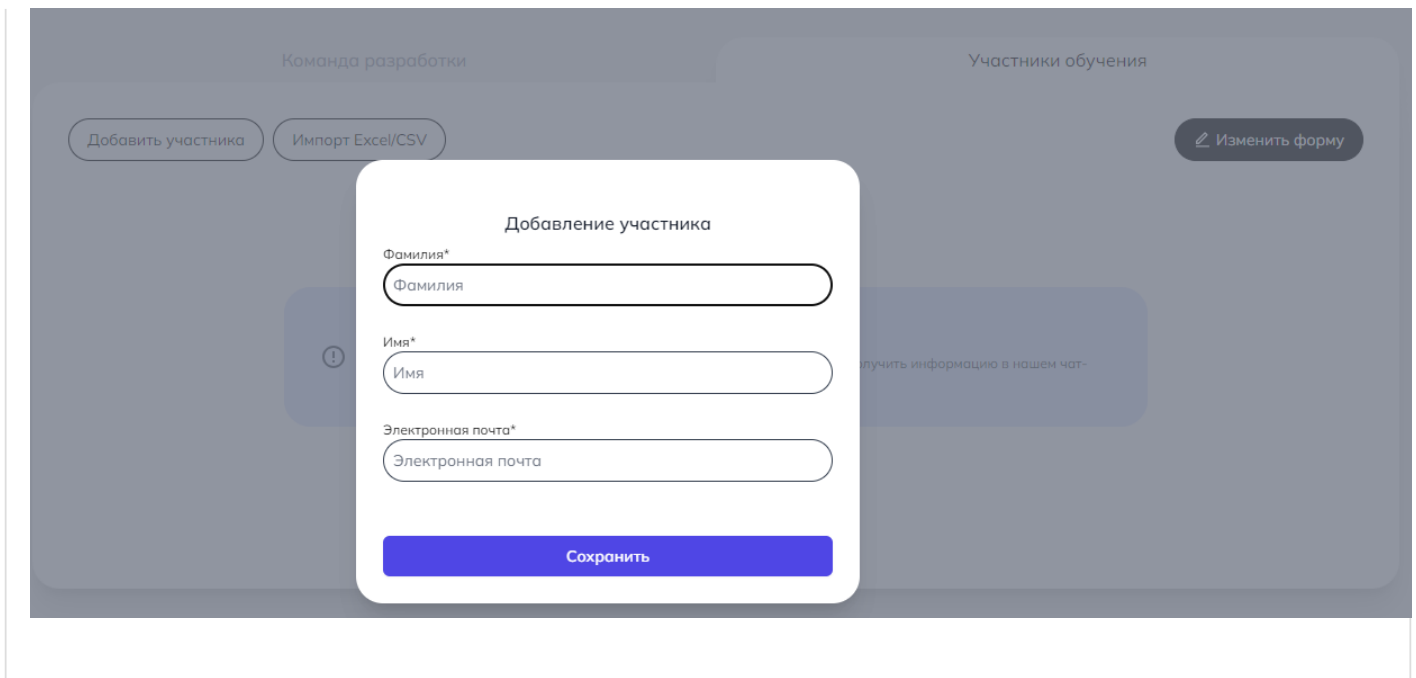 Команда разработки
Участники обучения
Добавить участника
Импорт Excel/CSV
Изменить форму
Добавление участника
Фамилия*
Фамилия
Имя*
Имя
олучить информацию в нашем чат-
Электронная почта*
Электронная почта
Сохранить